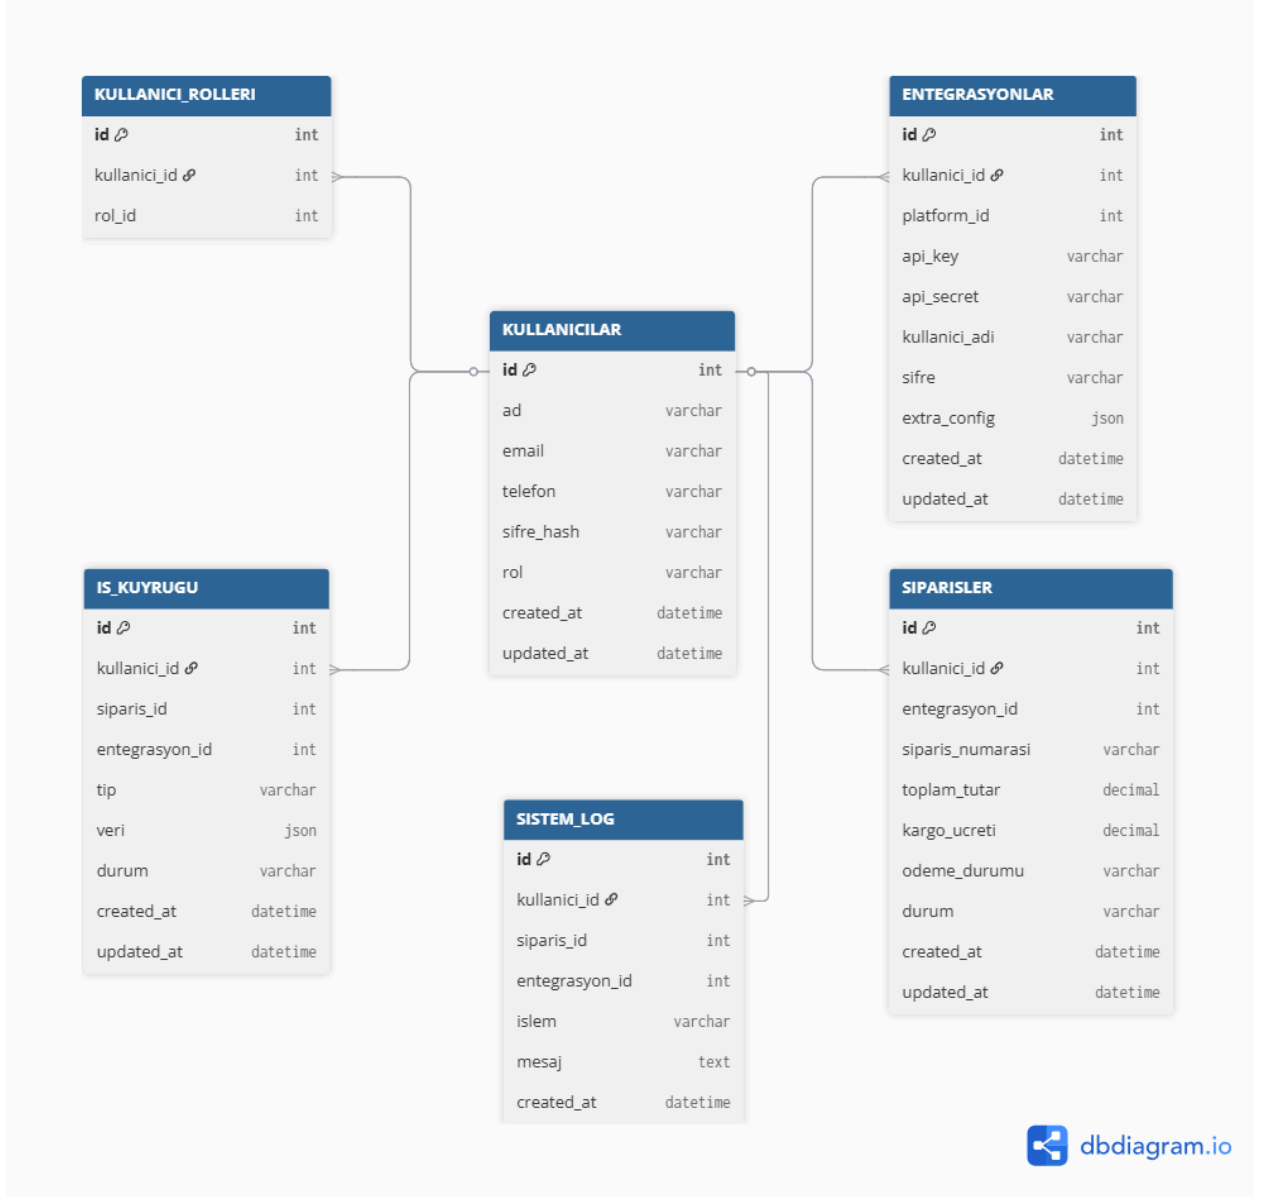 KULLANICI_ROLLERI
id int
kullanici_id int
rol_id int
ENTEGRASYONLAR
id int
kullanici_id int
platform_id int
api_key varchar
api_secret varchar
kullanici_adi varchar
sifre varchar
extra_config json
created_at datetime
updated_at datetime
KULLANICILAR
id int
ad varchar
email varchar
telefon varchar
sifre_hash varchar
rol varchar
created_at datetime
updated_at datetime
IS_KUYRUGU
id int
kullanici_id int
siparis_id int
entegrasyon_id int
tip varchar
veri json
durum varchar
created_at datetime
updated_at datetime
SIPARISLER
id int
kullanici_id int
entegrasyon_id int
siparis_numarasi varchar
toplam_tutar decimal
kargo_ucreti decimal
odeme_durumu varchar
durum varchar
created_at datetime
updated_at datetime
SISTEM_LOG
id int
kullanici_id int
siparis_id int
entegrasyon_id int
islem varchar
mesaj text
created_at datetime
dbdiagram.io